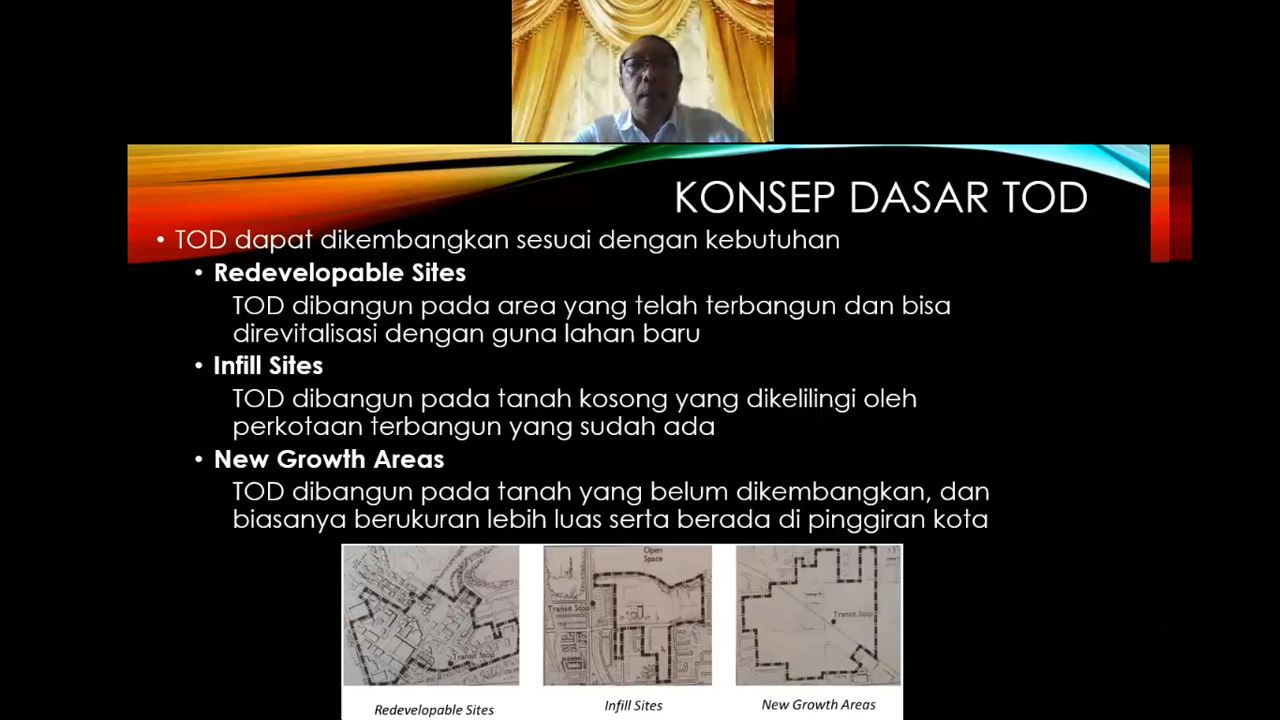 KONSEP DASAR TOD
• TOD dapat dikembangkan sesuai dengan kebutuhan
• Redevelopable Sites
TOD dibangun pada area yang telah terbangun dan bisa
direvitalisasi dengan guna lahan baru
• Infill Sites
TOD dibangun pada tanah kosong yang dikelilingi oleh
perkotaan terbangun yang sudah ada
• New Growth Areas
TOD dibangun pada tanah yang belum dikembangkan, dan
biasanya berukuran lebih luas serta berada di pinggiran kota
Transit Stop
Open
Space
Transit Stop
Transit Stop
Redevelopable Sites
Infill Sites
New Growth Areas